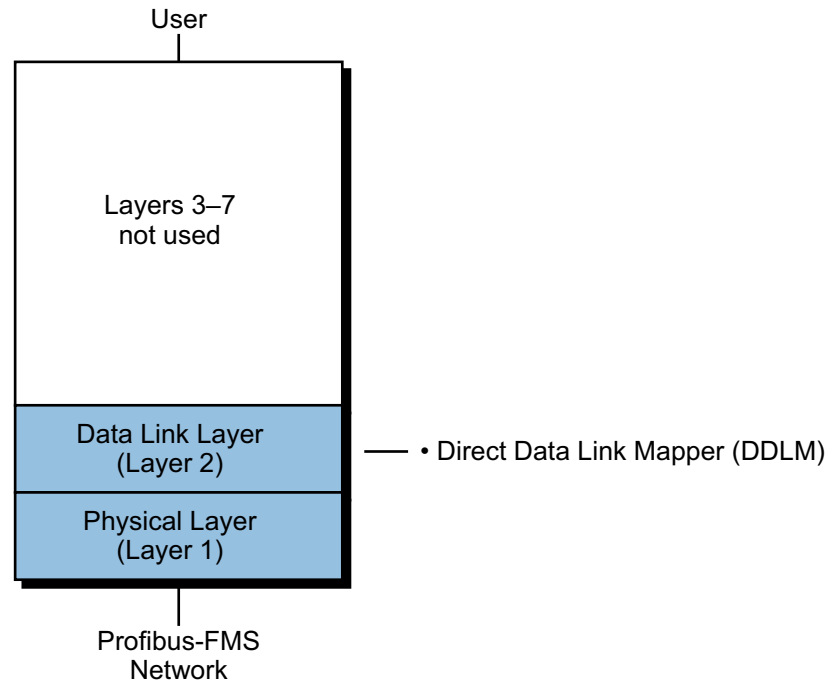 User
Layers 3–7
not used
Data Link Layer
(Layer 2)
• Direct Data Link Mapper (DDLM)
Physical Layer
(Layer 1)
Profibus-FMS
Network